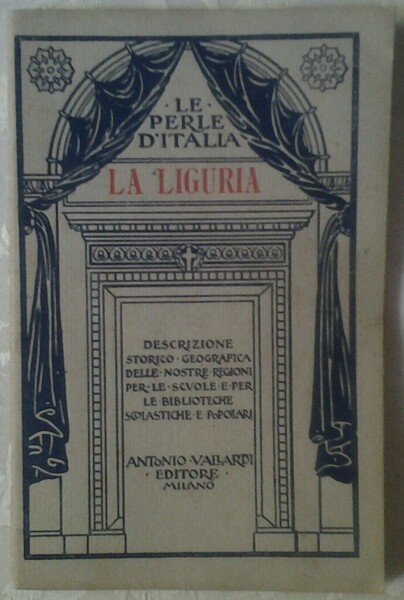 · LE ·
PERLE
D'ITALIA
LA LIGURIA
DESCRIZIONE
STORICO · GEOGRAFICA
DELLE · NOSTRE · REGIONI
PER · LE · SCVOLE · E · PER
LE · BIBLIOTECHE
SCOLASTICHE · E · POPOLARI
ANTONIO · VALLARDI
· EDITORE ·
MILANO